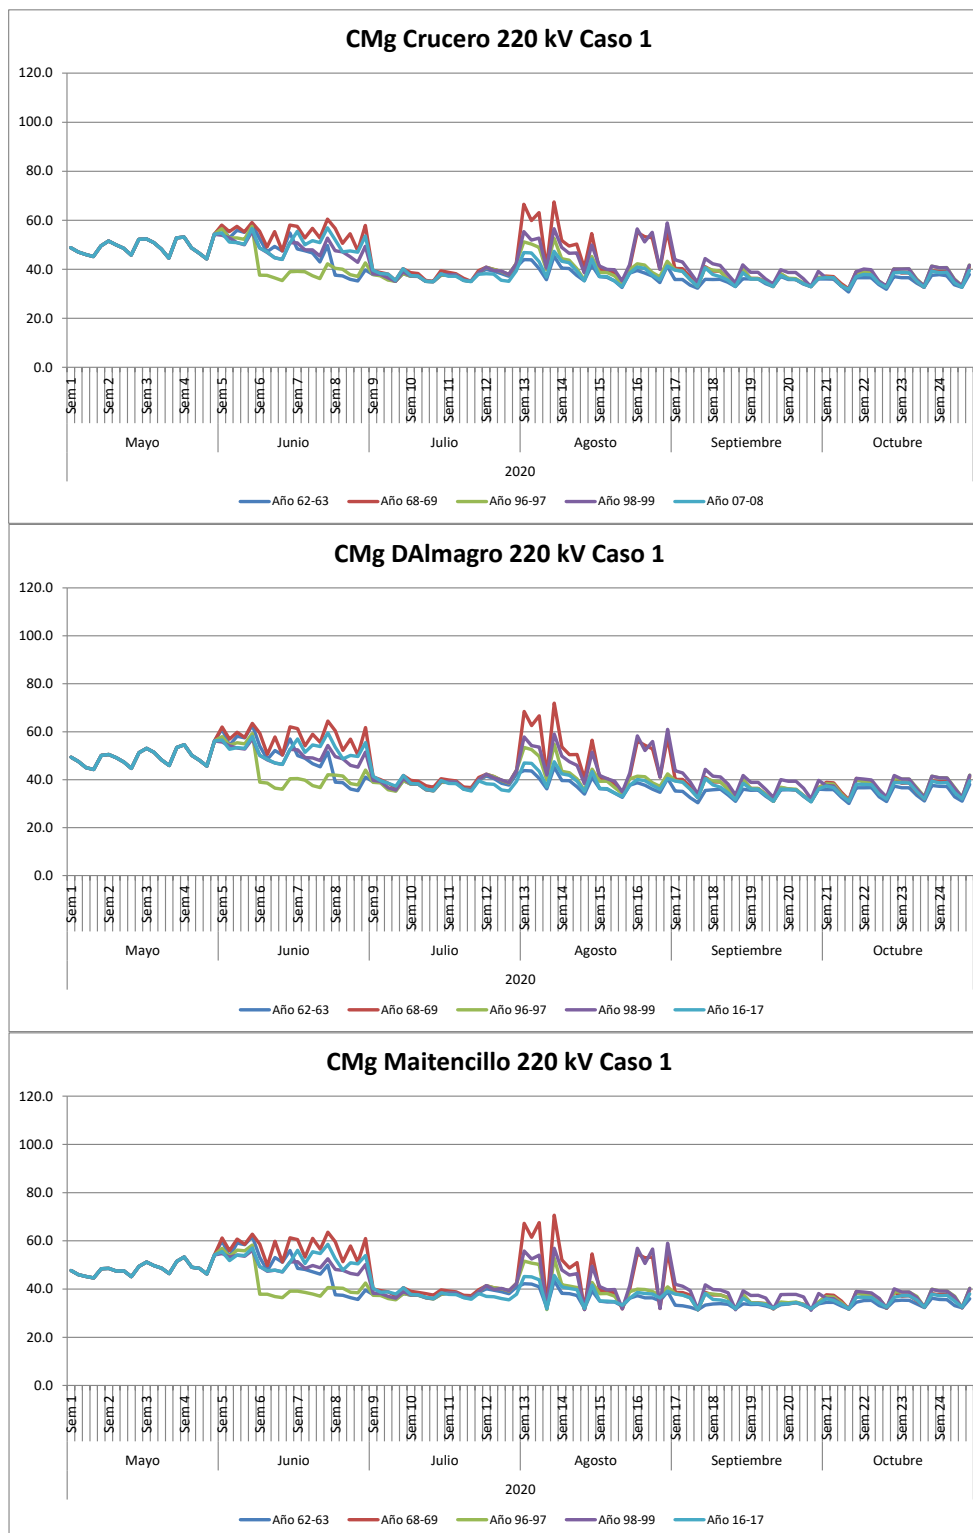 CMg Crucero 220 kV Caso 1
120.0
100.0
80.0
60.0
40.0
20.0
0.0
Sem 1 Sem 2 Sem 3 Sem 4 Sem 5 Sem 6 Sem 7 Sem 8 Sem 9 Sem 10 Sem 11 Sem 12 Sem 13 Sem 14 Sem 15 Sem 16 Sem 17 Sem 18 Sem 19 Sem 20 Sem 21 Sem 22 Sem 23 Sem 24
Mayo Junio Julio Agosto Septiembre Octubre
2020
Año 62-63 Año 68-69 Año 96-97 Año 98-99 Año 07-08
CMg DAlmagro 220 kV Caso 1
120.0
100.0
80.0
60.0
40.0
20.0
0.0
Sem 1 Sem 2 Sem 3 Sem 4 Sem 5 Sem 6 Sem 7 Sem 8 Sem 9 Sem 10 Sem 11 Sem 12 Sem 13 Sem 14 Sem 15 Sem 16 Sem 17 Sem 18 Sem 19 Sem 20 Sem 21 Sem 22 Sem 23 Sem 24
Mayo Junio Julio Agosto Septiembre Octubre
2020
Año 62-63 Año 68-69 Año 96-97 Año 98-99 Año 16-17
CMg Maitencillo 220 kV Caso 1
120.0
100.0
80.0
60.0
40.0
20.0
0.0
Sem 1 Sem 2 Sem 3 Sem 4 Sem 5 Sem 6 Sem 7 Sem 8 Sem 9 Sem 10 Sem 11 Sem 12 Sem 13 Sem 14 Sem 15 Sem 16 Sem 17 Sem 18 Sem 19 Sem 20 Sem 21 Sem 22 Sem 23 Sem 24
Mayo Junio Julio Agosto Septiembre Octubre
2020
Año 62-63 Año 68-69 Año 96-97 Año 98-99 Año 16-17